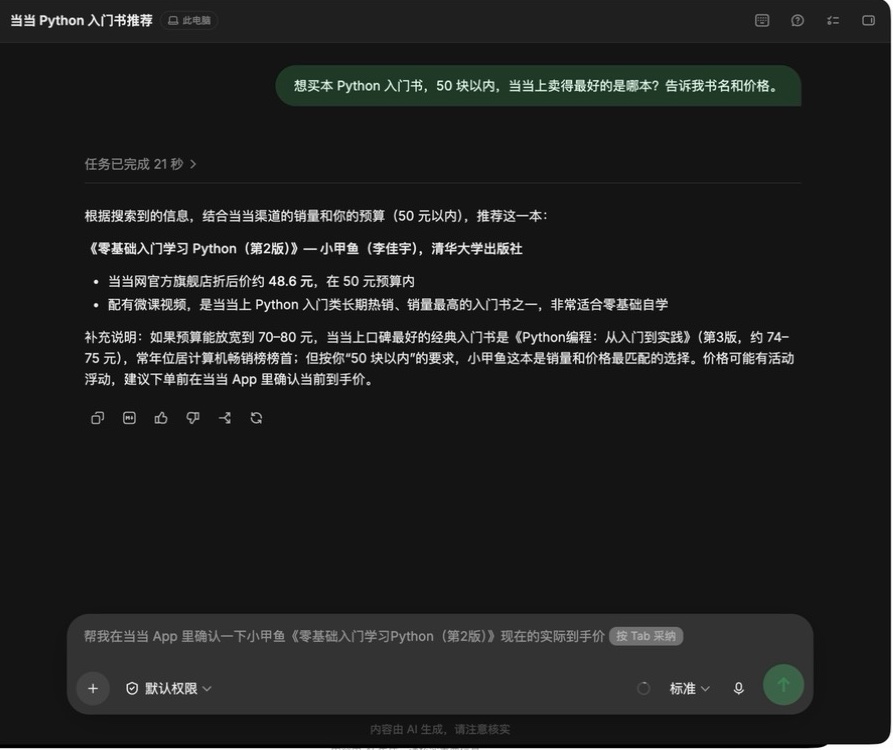 当当 Python 入门书推荐 此电脑
想买本 Python 入门书，50 块以内，当当上卖得最好的是哪本？告诉我书名和价格。
任务已完成 21 秒
根据搜索到的信息，结合当当渠道的销量和你的预算（50 元以内），推荐这一本：
《零基础入门学习 Python（第2版）》— 小甲鱼（李佳宇），清华大学出版社
• 当当网官方旗舰店折后价约 48.6 元，在 50 元预算内
• 配有微课视频，是当当上 Python 入门类长期热销、销量最高的入门书之一，非常适合零基础自学
补充说明：如果预算能放宽到 70–80 元，当当上口碑最好的经典入门书是《Python编程：从入门到实践》（第3版，约 74–
75 元），常年位居计算机畅销榜榜首；但按你“50 块以内”的要求，小甲鱼这本是销量和价格最匹配的选择。价格可能有活动
浮动，建议下单前在当当 App 里确认当前到手价。
帮我在当当 App 里确认一下小甲鱼《零基础入门学习Python（第2版）》现在的实际到手价 按 Tab 采纳
默认权限 标准
内容由 AI 生成，请注意核实